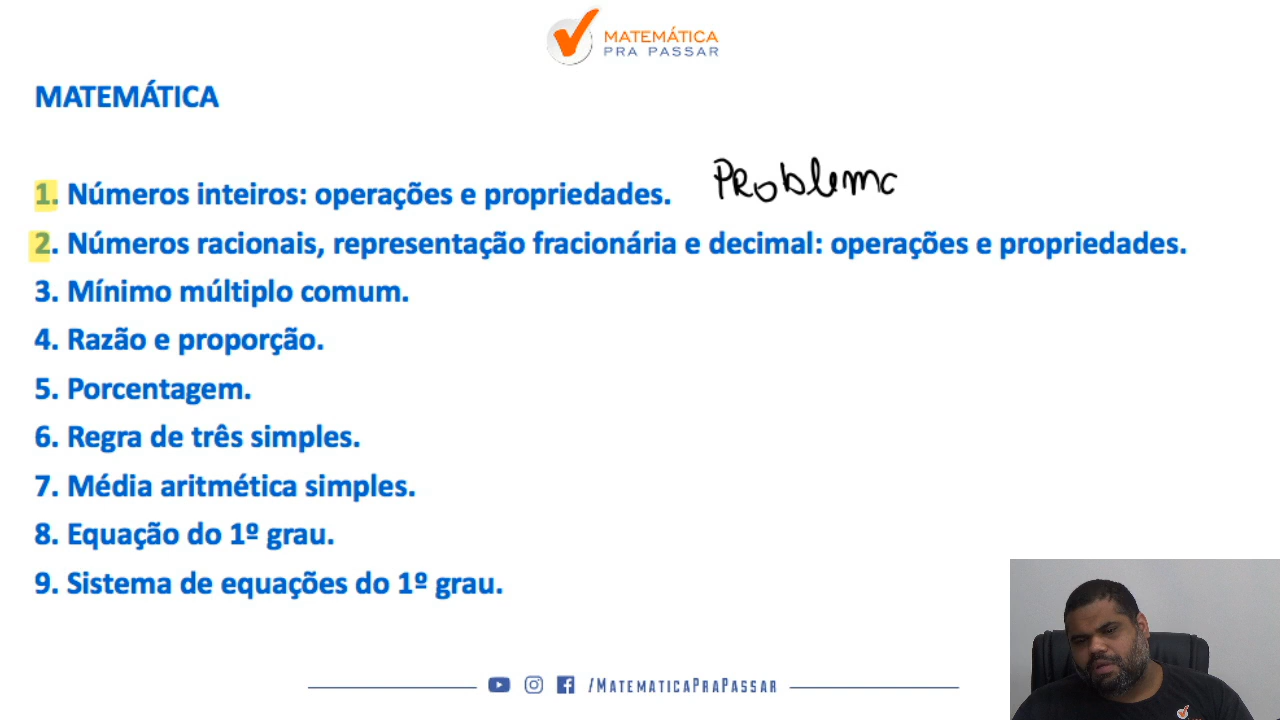 MATEMÁTICA
PRA PASSAR
MATEMÁTICA
1. Números inteiros: operações e propriedades.
Problema
2. Números racionais, representação fracionária e decimal: operações e propriedades.
3. Mínimo múltiplo comum.
4. Razão e proporção.
5. Porcentagem.
6. Regra de três simples.
7. Média aritmética simples.
8. Equação do 1º grau.
9. Sistema de equações do 1º grau.
/MatematicaPraPassar